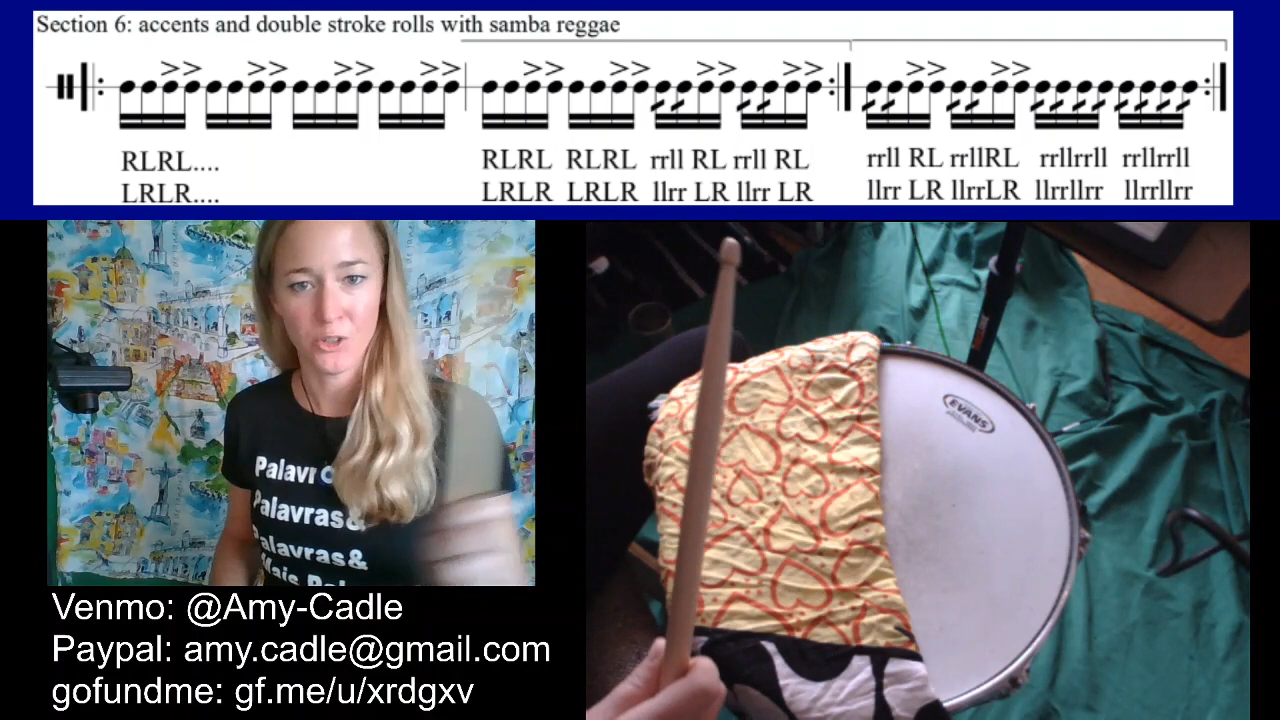 Section 6: accents and double stroke rolls with samba reggae
RLRL.... RLRL RLRL rrll RL rrll RL rrll RL rrllRL rrllrrll rrllrrll
LRLR.... LRLR LRLR llrr LR llrr LR llrr LR llrrLR llrrllrr llrrllrr
EVANS
Palavras&
Palavras&
Mais
Venmo: @Amy-Cadle
Paypal: amy.cadle@gmail.com
gofundme: gf.me/u/xrdgxv